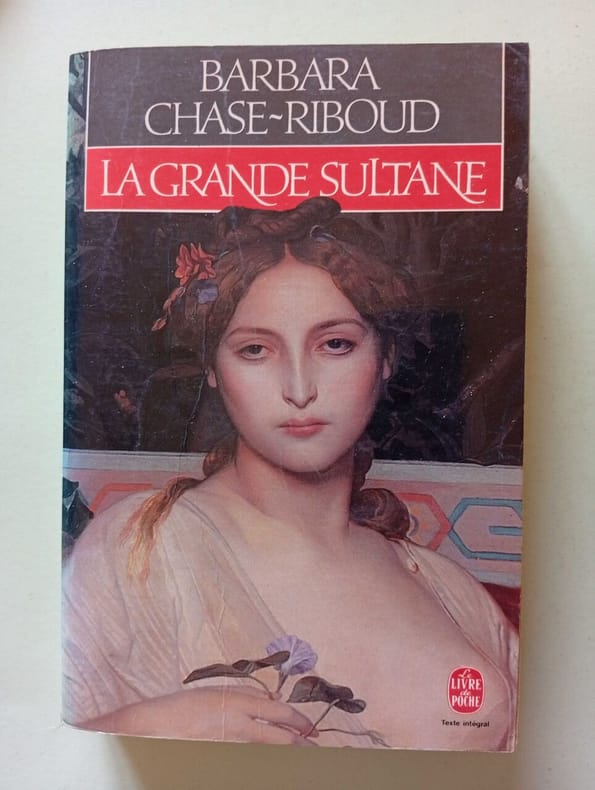 BARBARA
CHASE~RIBOUD
LA GRANDE SULTANE
Le
LIVRE
de
POCHE
Texte intégral